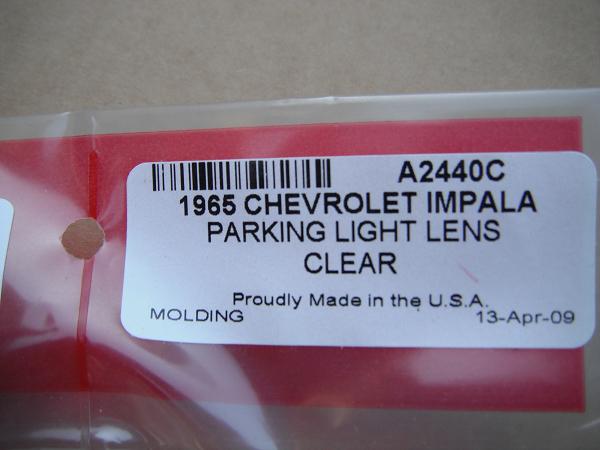 A2440C
1965 CHEVROLET IMPALA
PARKING LIGHT LENS
CLEAR
Proudly Made in the U.S.A.
MOLDING 13-Apr-09